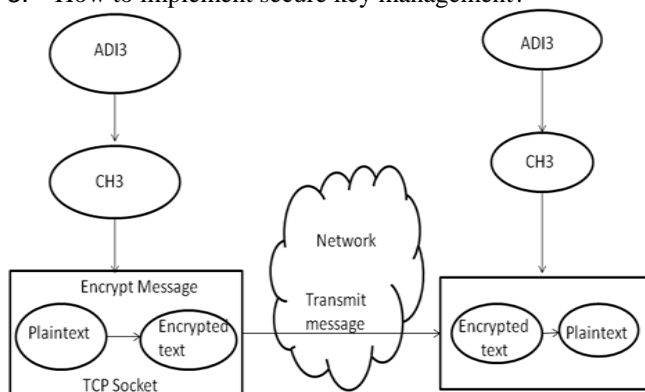 How to implement secure key management?
ADI3
ADI3
CH3
CH3
Network
Transmit
message
Encrypt Message
Plaintext
Encrypted
text
TCP Socket
Encrypted
text
Plaintext